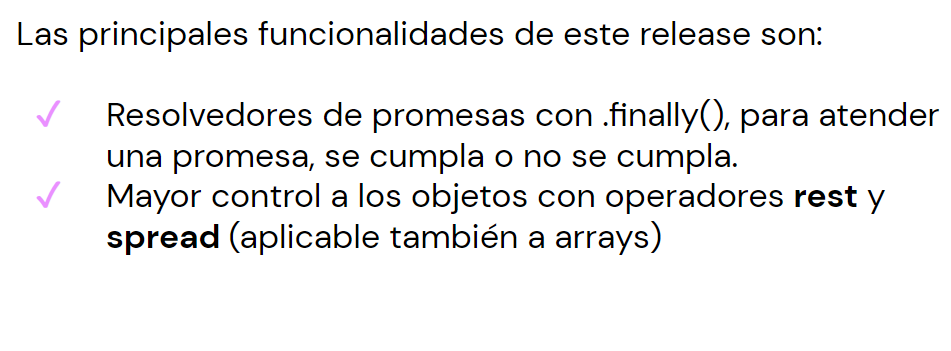 Las principales funcionalidades de este release son:
✓ Resolvedores de promesas con .finally(), para atender
una promesa, se cumpla o no se cumpla.
✓ Mayor control a los objetos con operadores rest y
spread (aplicable también a arrays)